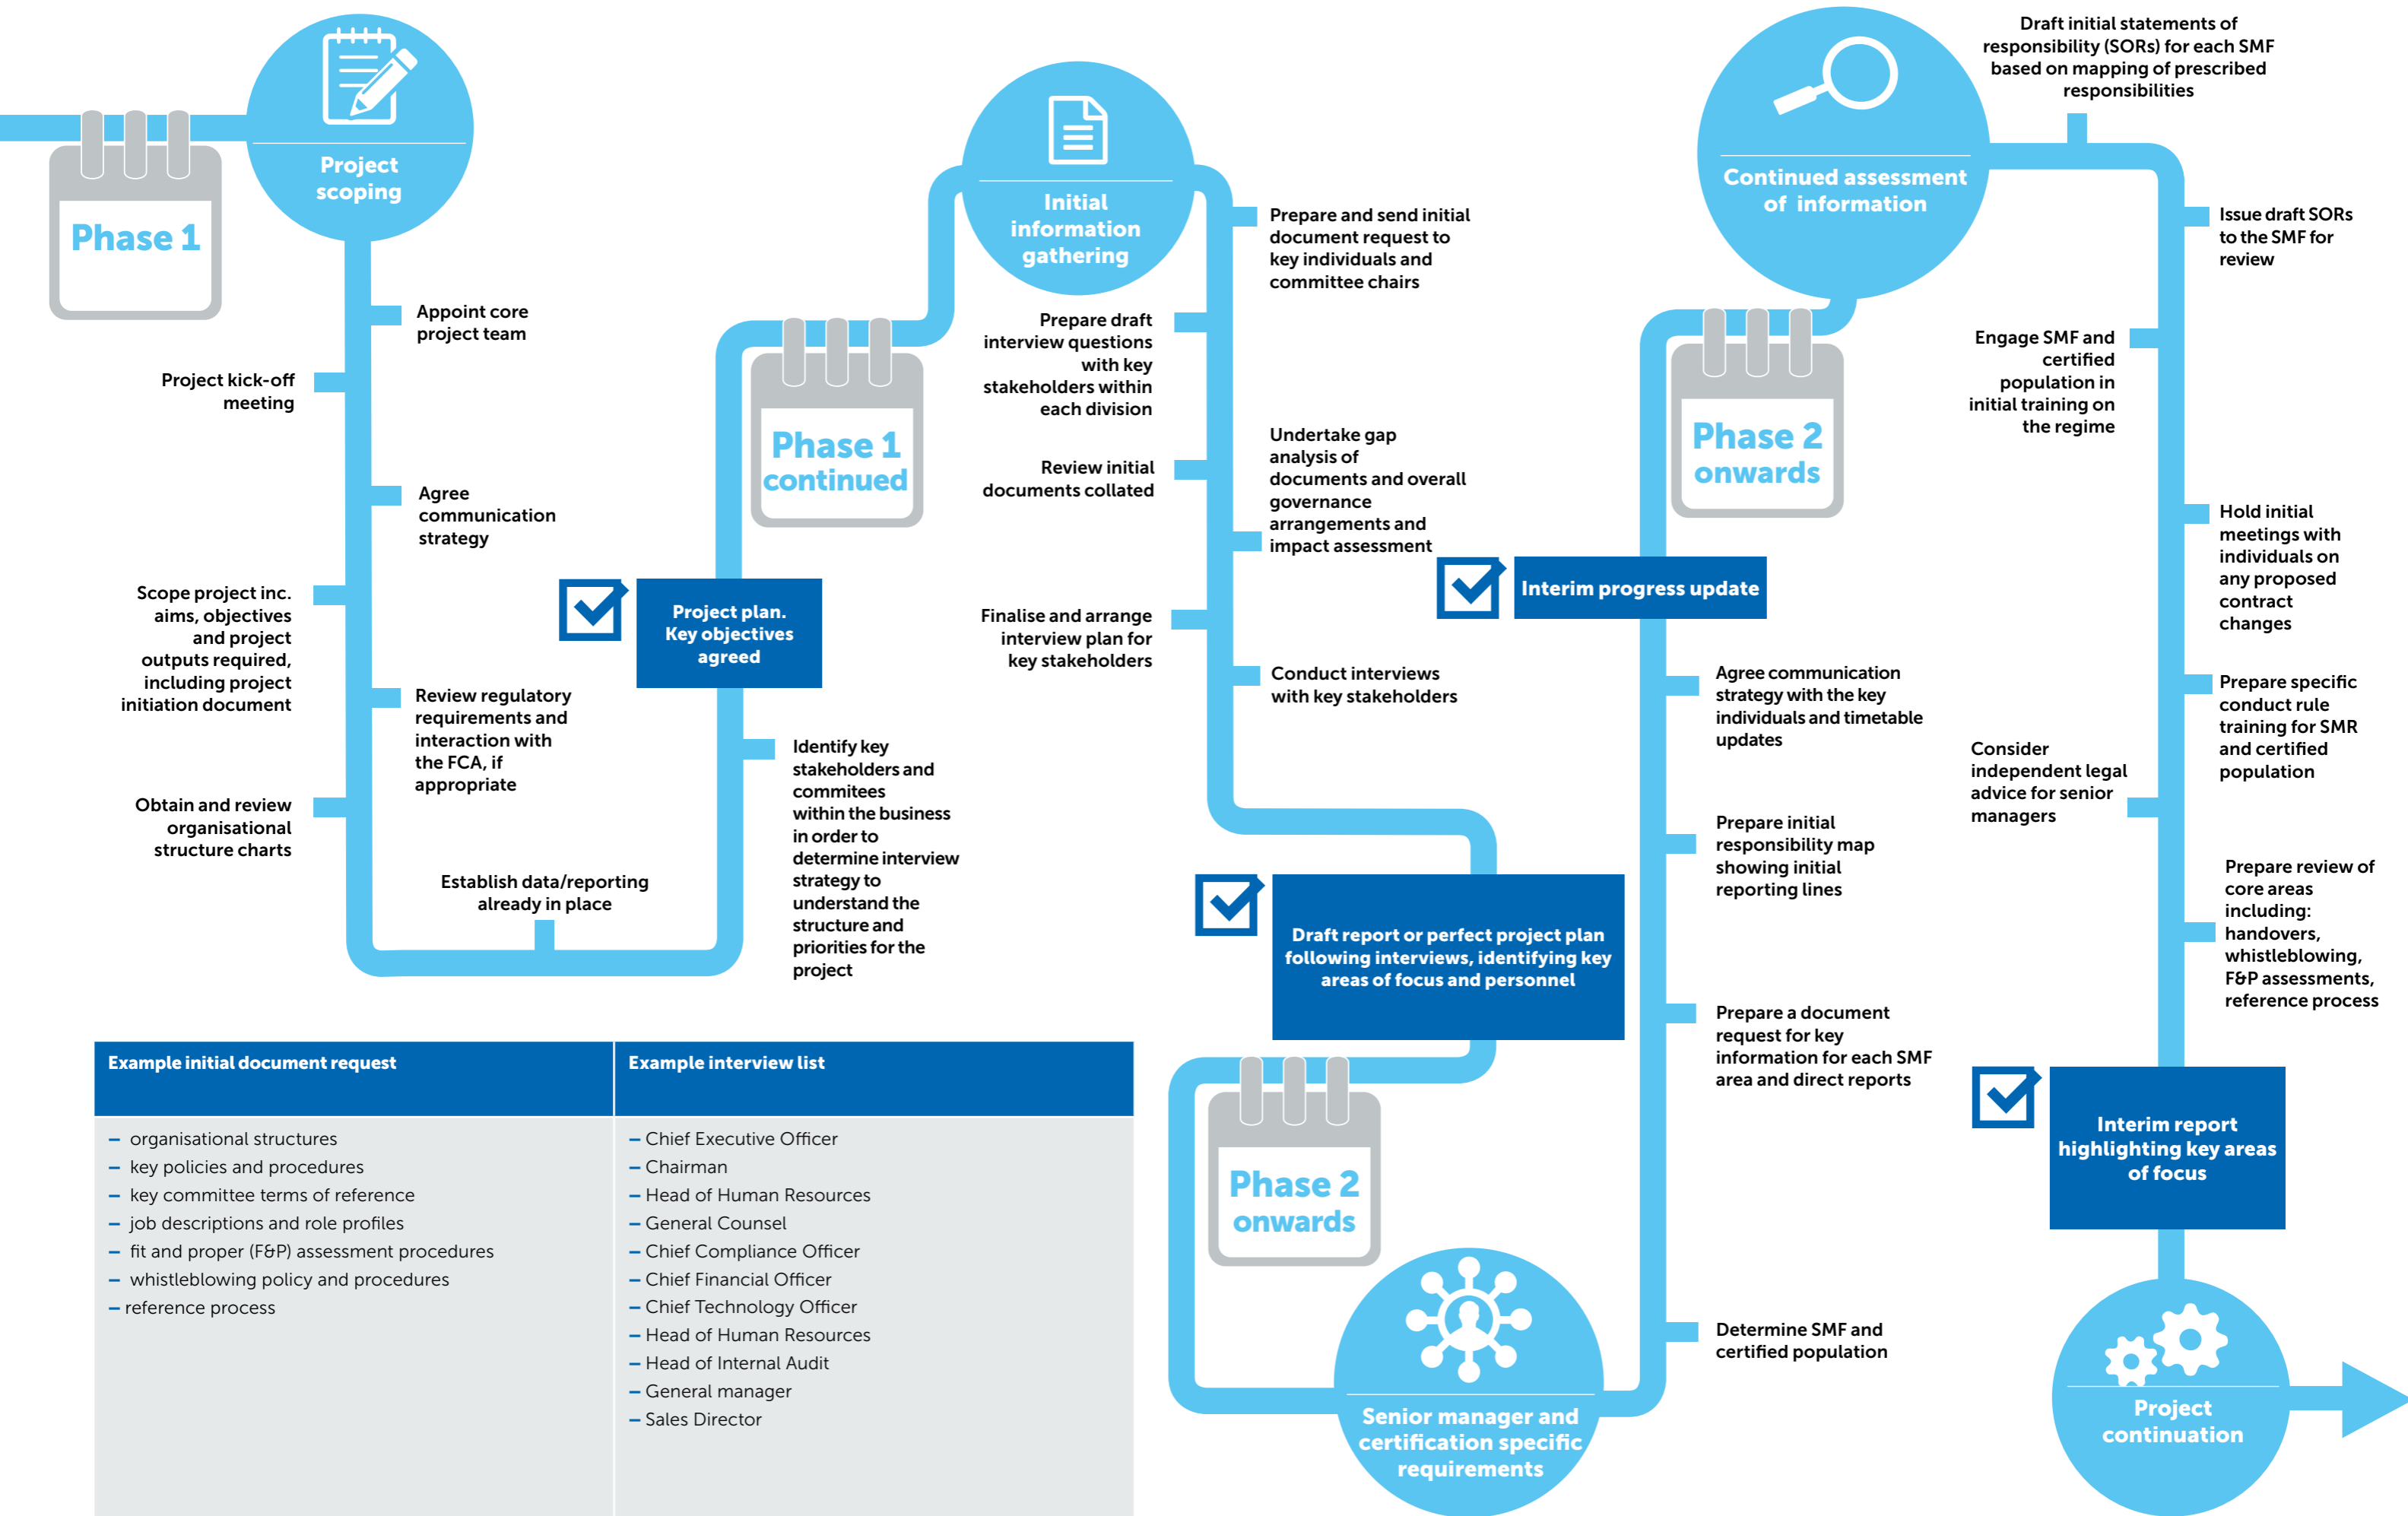 Phase 1
Project
scoping
Appoint core
project team
Project kick-off
meeting
Agree
communication
strategy
Scope project inc.
aims, objectives
and project
outputs required,
including project
initiation document
Review regulatory
requirements and
interaction with
the FCA, if
appropriate
Obtain and review
organisational
structure charts
Establish data/reporting
already in place
Identify key
stakeholders and
commitees
within the business
in order to
determine interview
strategy to
understand the
structure and
priorities for the
project
Project plan.
Key objectives
agreed
Phase 1
continued
Initial
information
gathering
Prepare and send initial
document request to
key individuals and
committee chairs
Prepare draft
interview questions
with key
stakeholders within
each division
Review initial
documents collated
Undertake gap
analysis of
documents and overall
governance
arrangements and
impact assessment
Finalise and arrange
interview plan for
key stakeholders
Conduct interviews
with key stakeholders
Draft report or perfect project plan
following interviews, identifying key
areas of focus and personnel
Phase 2
onwards
Senior manager and
certification specific
requirements
Determine SMF and
certified population
Prepare a document
request for key
information for each SMF
area and direct reports
Prepare initial
responsibility map
showing initial
reporting lines
Agree communication
strategy with the key
individuals and timetable
updates
Interim progress update
Phase 2
onwards
Continued assessment
of information
Draft initial statements of
responsibility (SORs) for each SMF
based on mapping of prescribed
responsibilities
Issue draft SORs
to the SMF for
review
Engage SMF and
certified
population in
initial training on
the regime
Hold initial
meetings with
individuals on
any proposed
contract
changes
Prepare specific
conduct rule
training for SMR
and certified
population
Consider
independent legal
advice for senior
managers
Prepare review of
core areas
including:
handovers,
whistleblowing,
F&P assessments,
reference process
Interim report
highlighting key areas
of focus
Project
continuation
Example initial document request
– organisational structures
– key policies and procedures
– key committee terms of reference
– job descriptions and role profiles
– fit and proper (F&P) assessment procedures
– whistleblowing policy and procedures
– reference process
Example interview list
– Chief Executive Officer
– Chairman
– Head of Human Resources
– General Counsel
– Chief Compliance Officer
– Chief Financial Officer
– Chief Technology Officer
– Head of Human Resources
– Head of Internal Audit
– General manager
– Sales Director